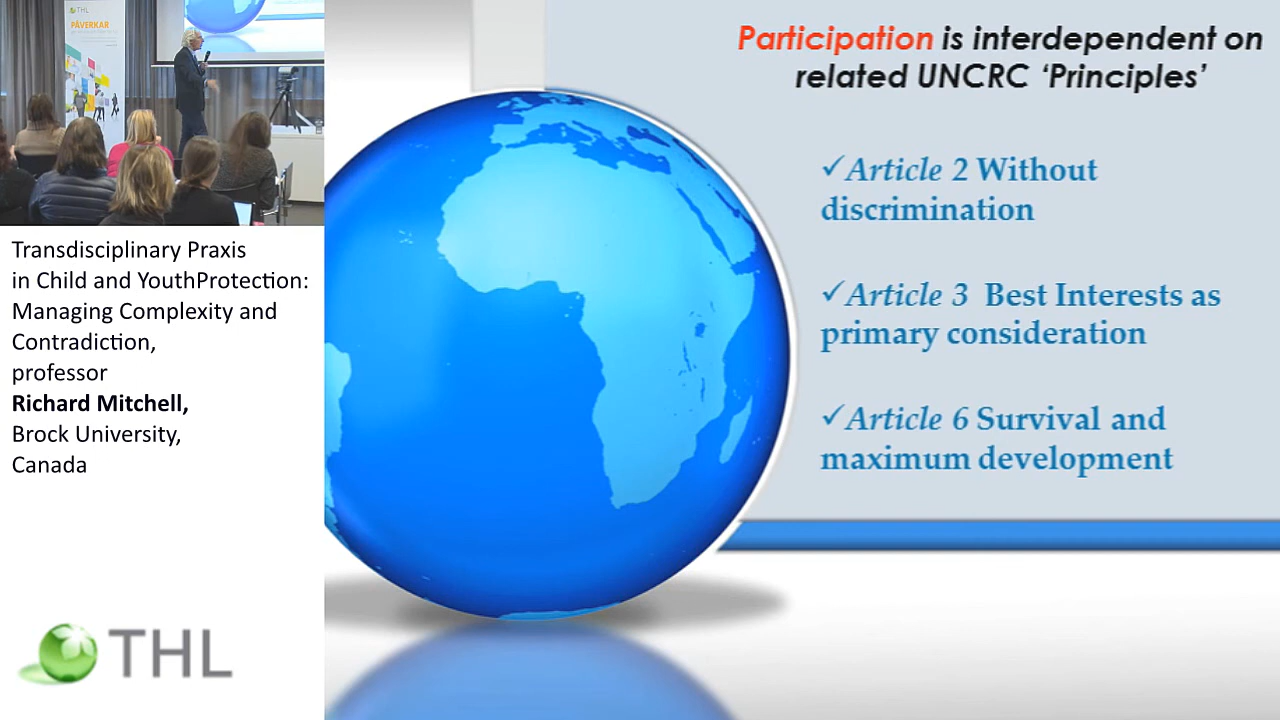 THL
PÅVERKAR
Transdisciplinary Praxis
in Child and YouthProtection:
Managing Complexity and
Contradiction,
professor
Richard Mitchell,
Brock University,
Canada
THL
Participation is interdependent on
related UNCRC ‘Principles’
✓Article 2 Without
discrimination
✓Article 3 Best Interests as
primary consideration
✓Article 6 Survival and
maximum development